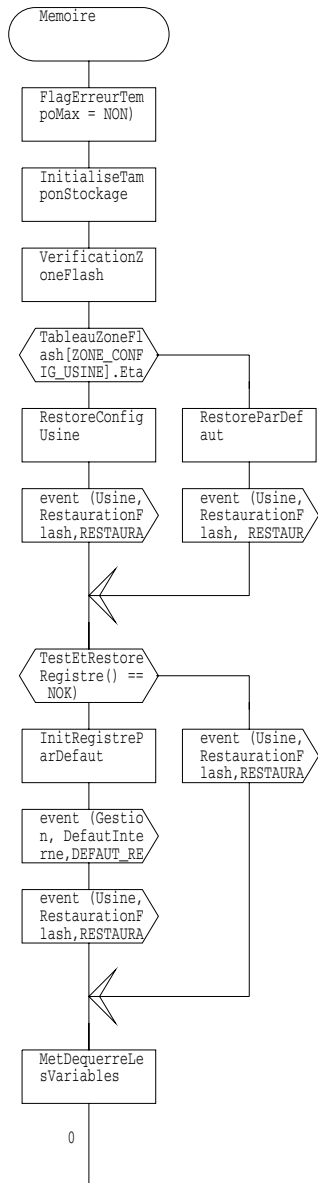 Memoire
FlagErreurTem
poMax = NON)
InitialiseTam
ponStockage
VerificationZ
oneFlash
TableauZoneFl
ash[ZONE_CONF
IG_USINE].Eta
RestoreConfig
Usine
RestoreParDef
aut
event (Usine,
RestaurationF
lash,RESTAURA
event (Usine,
RestaurationF
lash, RESTAUR
TestEtRestore
Registre() ==
NOK)
InitRegistreP
arDefaut
event (Usine,
RestaurationF
lash,RESTAURA
event (Gestio
n, DefautInte
rne,DEFAUT_RE
event (Usine,
RestaurationF
lash,RESTAURA
MetDequerreLe
sVariables
0